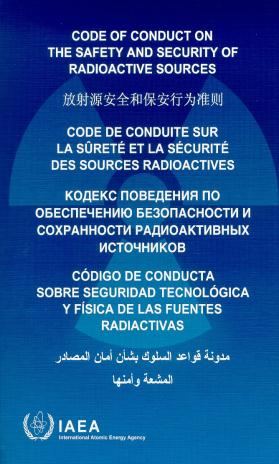 CODE OF CONDUCT ON
THE SAFETY AND SECURITY OF
RADIOACTIVE SOURCES
放射源安全和保安行为准则
CODE DE CONDUITE SUR
LA SÛRETÉ ET LA SÉCURITÉ
DES SOURCES RADIOACTIVES
КОДЕКС ПОВЕДЕНИЯ ПО
ОБЕСПЕЧЕНИЮ БЕЗОПАСНОСТИ И
СОХРАННОСТИ РАДИОАКТИВНЫХ
ИСТОЧНИКОВ
CÓDIGO DE CONDUCTA
SOBRE SEGURIDAD TECNOLÓGICA
Y FÍSICA DE LAS FUENTES
RADIACTIVAS
مدونة قواعد السلوك بشأن أمان المصادر
المشعة وأمنها
IAEA
International Atomic Energy Agency